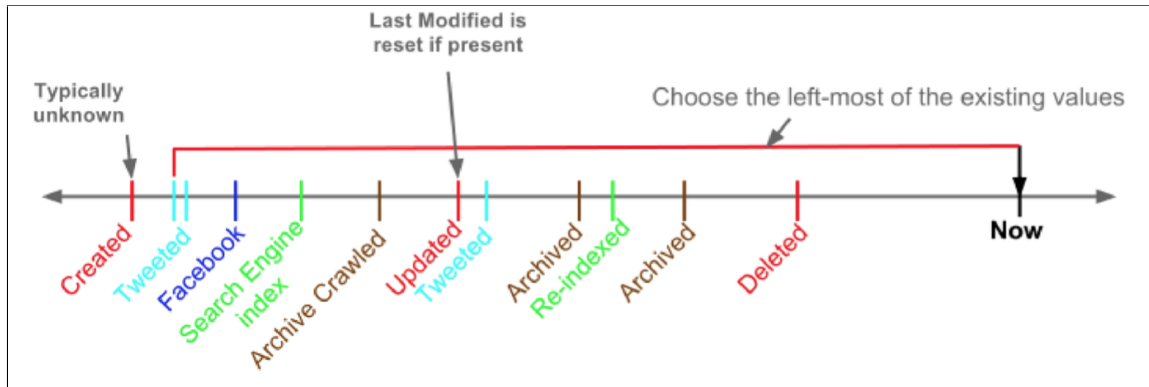 Last Modified is
reset if present
Typically
unknown
Choose the left-most of the existing values
Created
Tweeted
Facebook
Search Engine
index
Archive Crawled
Updated
Tweeted
Archived
Re-indexed
Archived
Deleted
Now